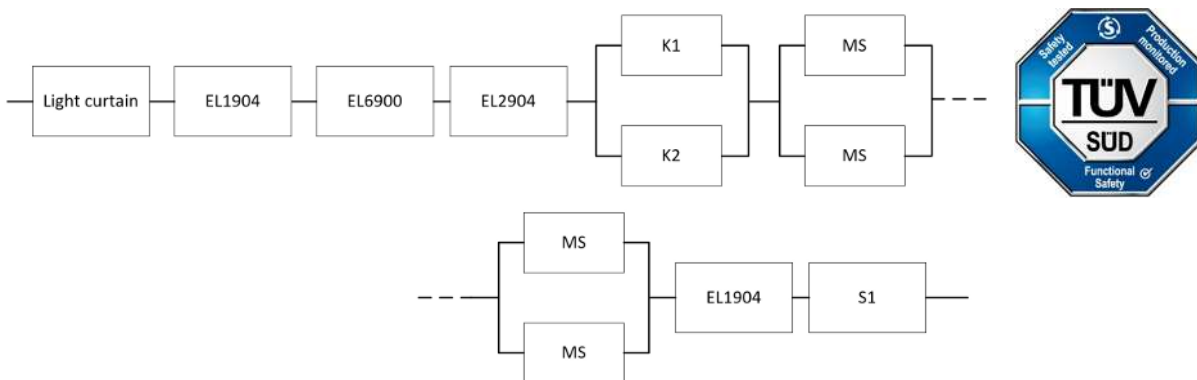 K1
MS
Light curtain
EL1904
EL6900
EL2904
K2
MS
Safety tested
Production monitored
TÜV
SÜD
Functional Safety
MS
EL1904
S1
MS